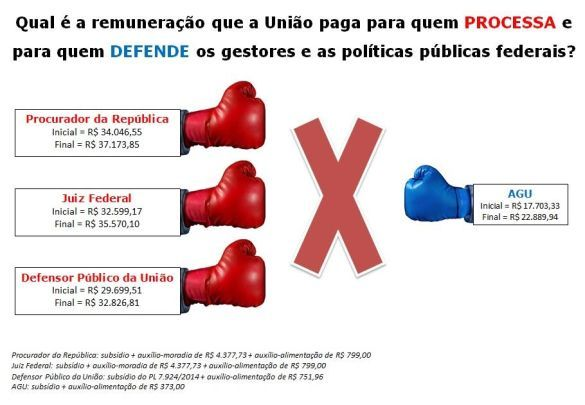 Qual é a remuneração que a União paga para quem PROCESSA e
para quem DEFENDE os gestores e as políticas públicas federais?
Procurador da República
Inicial = R$ 34.046,55
Final = R$ 37.173,85
Juiz Federal
Inicial = R$ 32.599,17
Final = R$ 35.570,10
Defensor Público da União
Inicial = R$ 29.699,51
Final = R$ 32.826,81
X
AGU
Inicial = R$ 17.703,33
Final = R$ 22.889,94
Procurador da República: subsídio + auxílio-moradia de R$ 4.377,73 + auxílio-alimentação de R$ 799,00
Juiz Federal: subsídio + auxílio-moradia de R$ 4.377,73 + auxílio-alimentação de R$ 799,00
Defensor Público da União: subsídio do PL 7.924/2014 + auxílio-alimentação de R$ 751,96
AGU: subsídio + auxílio-alimentação de R$ 373,00